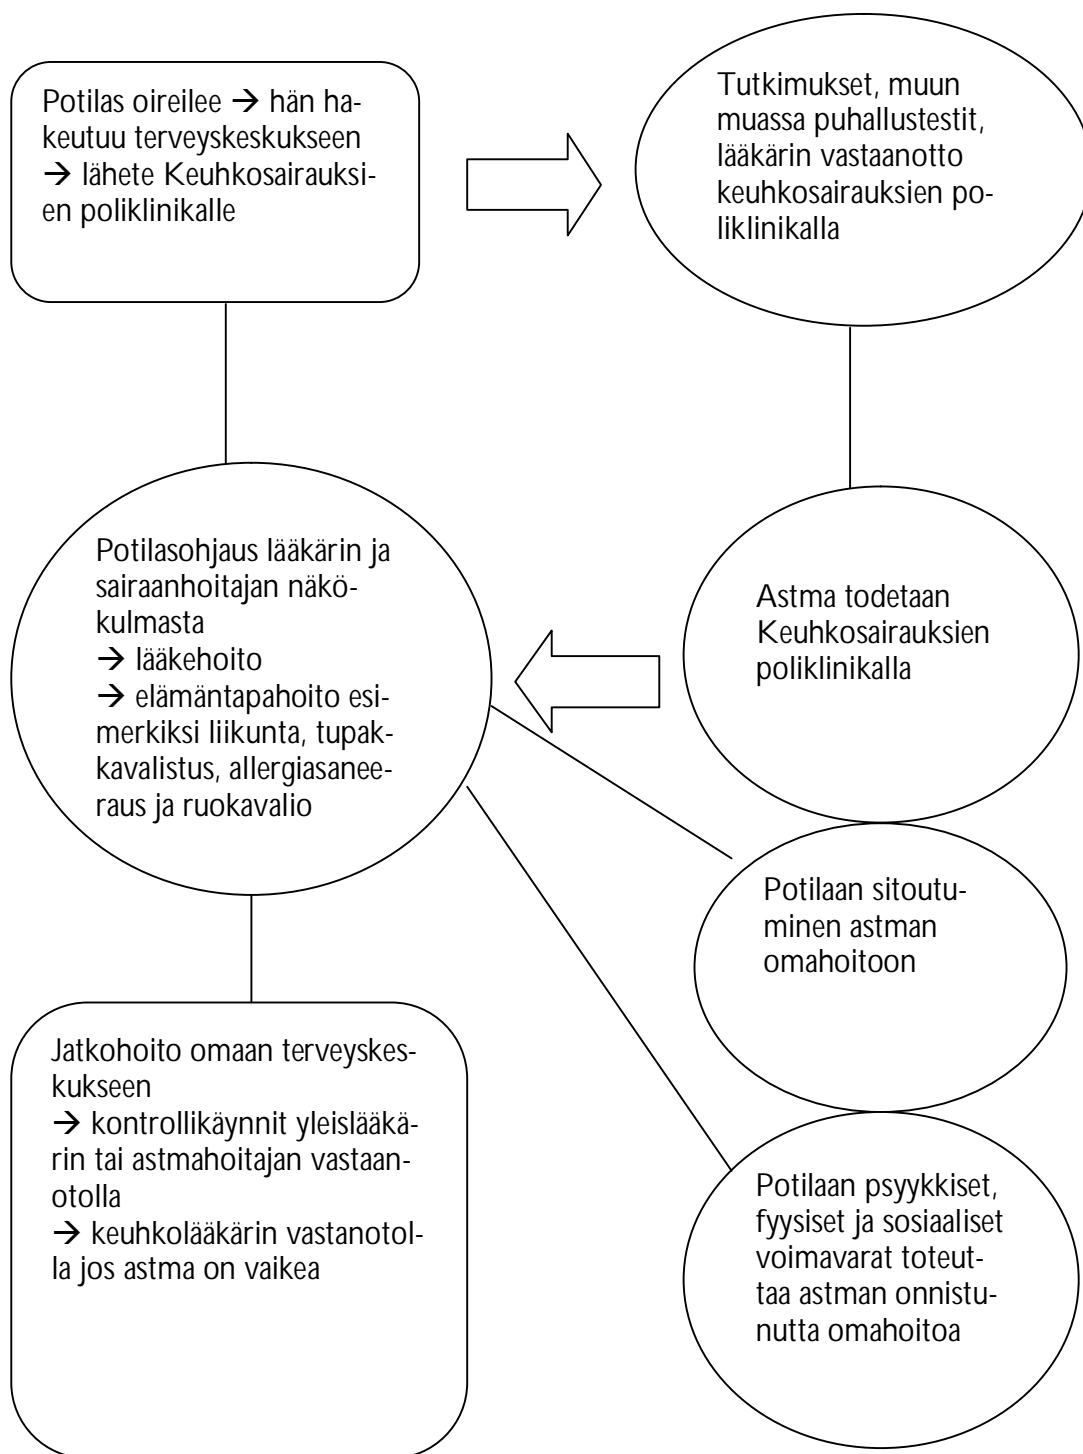 Potilas oireilee → hän ha-
keutuu terveyskeskukseen
→ lähete Keuhkosairauksi-
en poliklinikalle
Tutkimukset, muun
muassa puhallustestit,
lääkärin vastaanotto
keuhkosairauksien po-
liklinikalla
Potilasohjaus lääkärin ja
sairaanhoitajan näkö-
kulmasta
→ lääkehoito
→ elämäntapahoito esi-
merkiksi liikunta, tupak-
kavalistus, allergiasanee-
raus ja ruokavalio
Astma todetaan
Keuhkosairauksien
poliklinikalla
Potilaan sitoutu-
minen astman
omahoitoon
Jatkohoito omaan terveyskes-
kukseen
→ kontrollikäynnit yleislääkä-
rin tai astmahoitajan vastaan-
otolla
→ keuhkolääkärin vastanotol-
la jos astma on vaikea
Potilaan psyykkiset,
fyysiset ja sosiaaliset
voimavarat toteut-
taa astman onnistu-
nutta omahoitoa